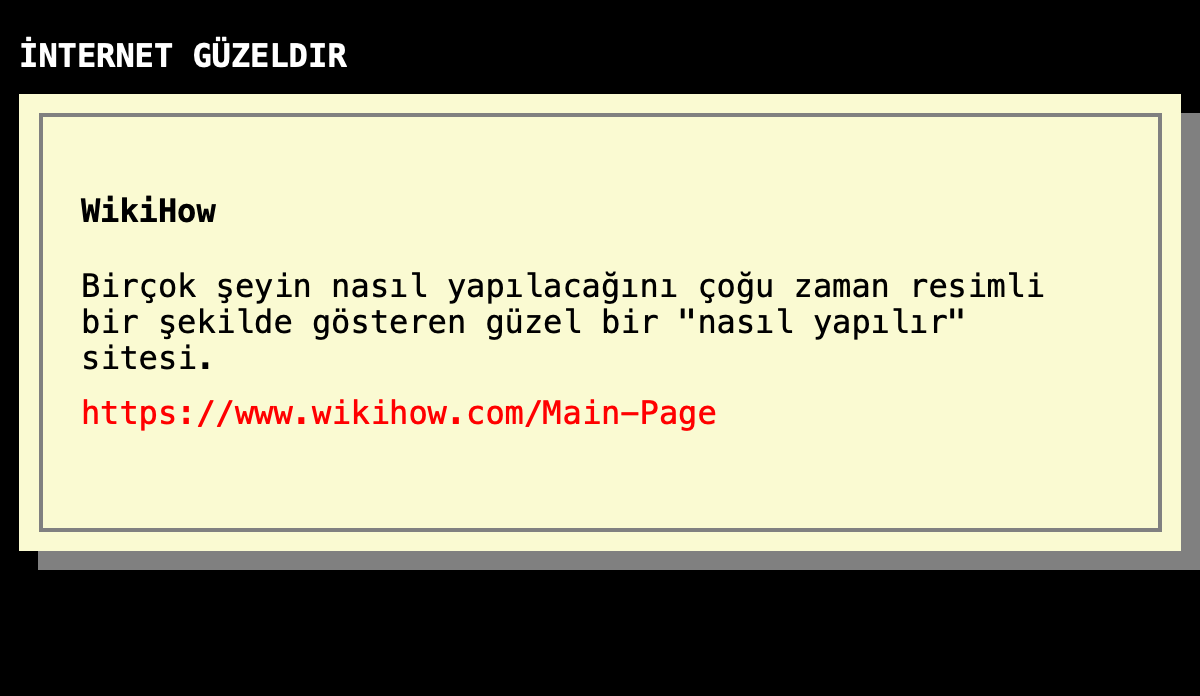 İNTERNET GÜZELDIR
WikiHow
Birçok şeyin nasıl yapılacağını çoğu zaman resimli
bir şekilde gösteren güzel bir "nasıl yapılır"
sitesi.
https://www.wikihow.com/Main-Page